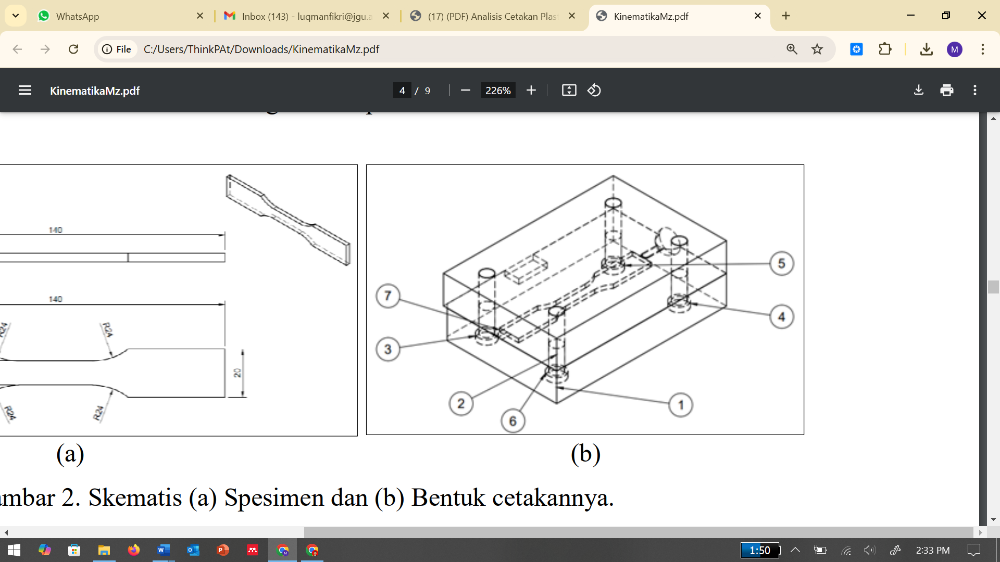 WhatsApp
Inbox (143) - luqmanfikri@jgu.a
(17) (PDF) Analisis Cetakan Plast
KinematikaMz.pdf
File
C:/Users/ThinkPAt/Downloads/KinematikaMz.pdf
M
KinematikaMz.pdf
4 / 9
226%
140
140
R24
R24
20
R24
R24
7
3
2
6
1
4
5
(a)
(b)
ambar 2. Skematis (a) Spesimen dan (b) Bentuk cetakannya.
1:50
2:33 PM